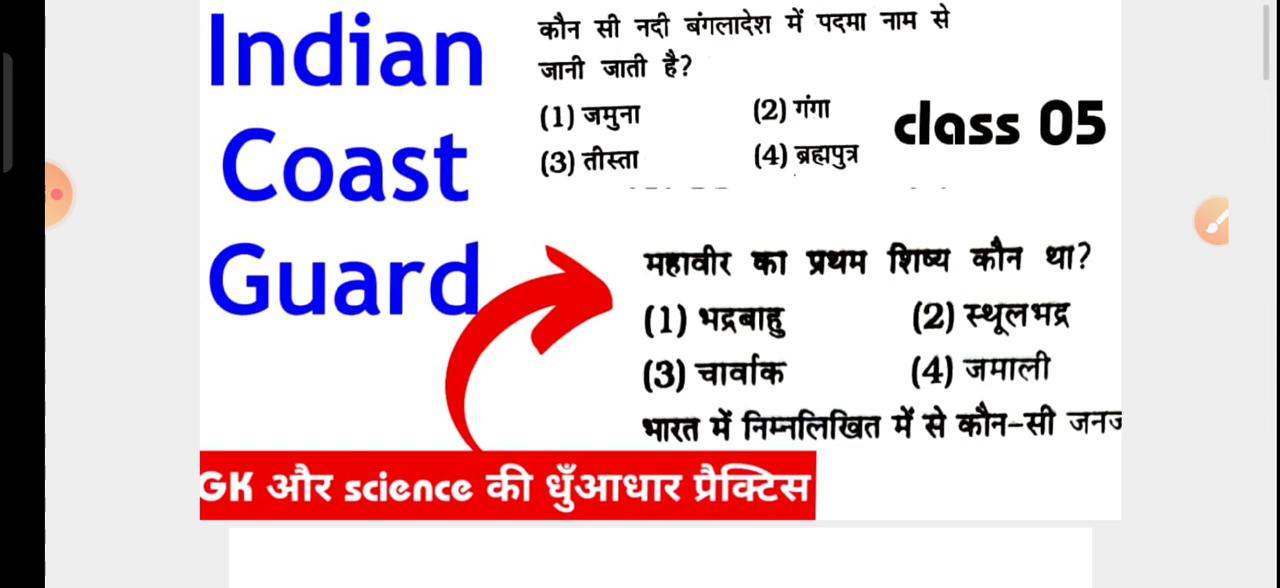 Indian
Coast
Guard
कौन सी नदी बंगलादेश में पदमा नाम से
जानी जाती है?
(1) जमुना (2) गंगा
(3) तीस्ता (4) ब्रह्मपुत्र
class 05
महावीर का प्रथम शिष्य कौन था?
(1) भद्रबाहु (2) स्थूलभद्र
(3) चार्वाक (4) जमाली
भारत में निम्नलिखित में से कौन-सी
GK और science की धुँआधार प्रैक्टिस